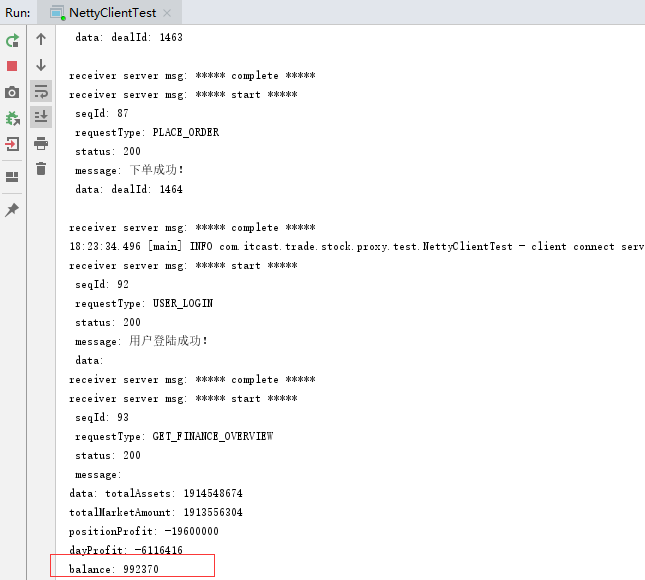 Run: NettyClientTest ×
data: dealId: 1463
receiver server msg: ***** complete *****
receiver server msg: ***** start *****
seqId: 87
requestType: PLACE_ORDER
status: 200
message: 下单成功!
data: dealId: 1464
receiver server msg: ***** complete *****
18:23:34.496 [main] INFO com.itcast.trade.stock.proxy.test.NettyClientTest - client connect serv
receiver server msg: ***** start *****
seqId: 92
requestType: USER_LOGIN
status: 200
message: 用户登陆成功!
data:
receiver server msg: ***** complete *****
receiver server msg: ***** start *****
seqId: 93
requestType: GET_FINANCE_OVERVIEW
status: 200
message:
data: totalAssets: 1914548674
totalMarketAmount: 1913556304
positionProfit: -19600000
dayProfit: -6116416
balance: 992370